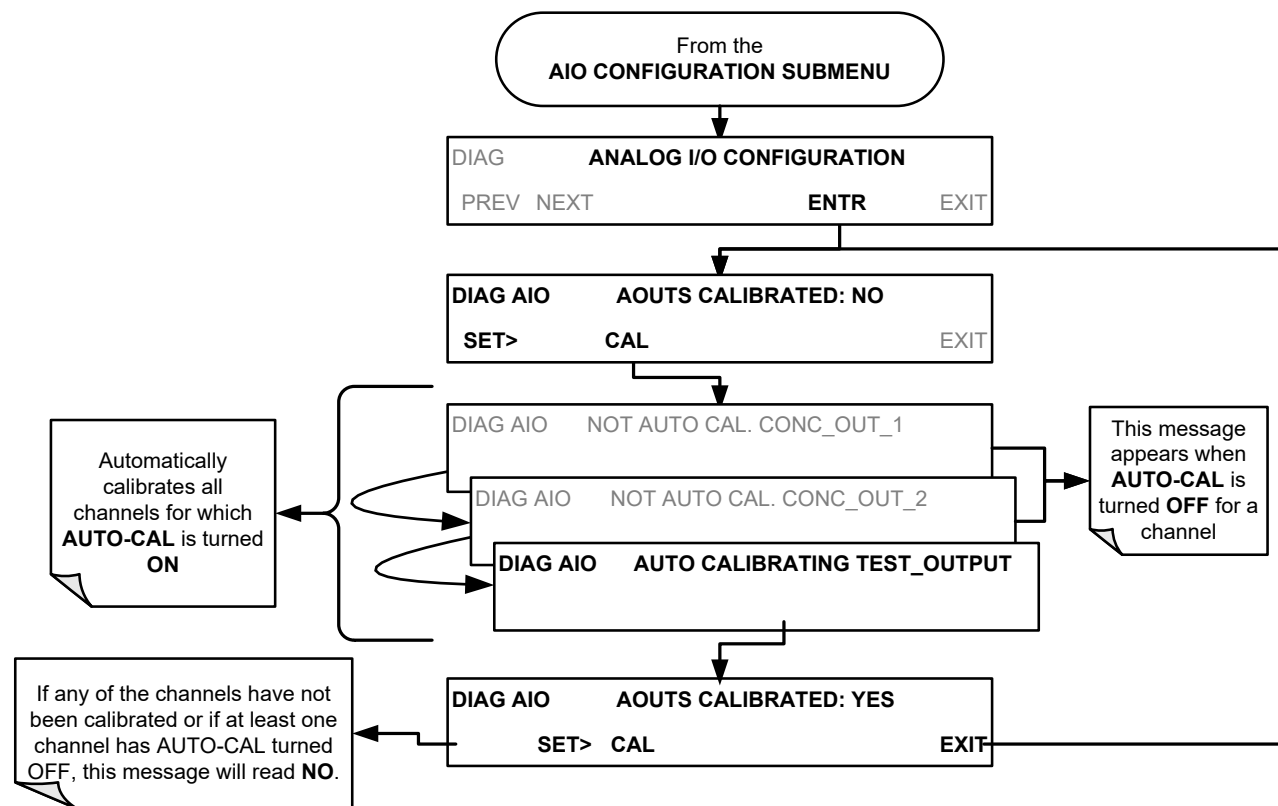 From the
AIO CONFIGURATION SUBMENU
DIAG ANALOG I/O CONFIGURATION
PREV NEXT ENTR EXIT
DIAG AIO AOUTS CALIBRATED: NO
SET> CAL EXIT
DIAG AIO NOT AUTO CAL. CONC_OUT_1
DIAG AIO NOT AUTO CAL. CONC_OUT_2
DIAG AIO AUTO CALIBRATING TEST_OUTPUT
Automatically
calibrates all
channels for which
AUTO-CAL is turned
ON
This message
appears when
AUTO-CAL is
turned OFF for a
channel
DIAG AIO AOUTS CALIBRATED: YES
SET> CAL EXIT
If any of the channels have not
been calibrated or if at least one
channel has AUTO-CAL turned
OFF, this message will read NO.